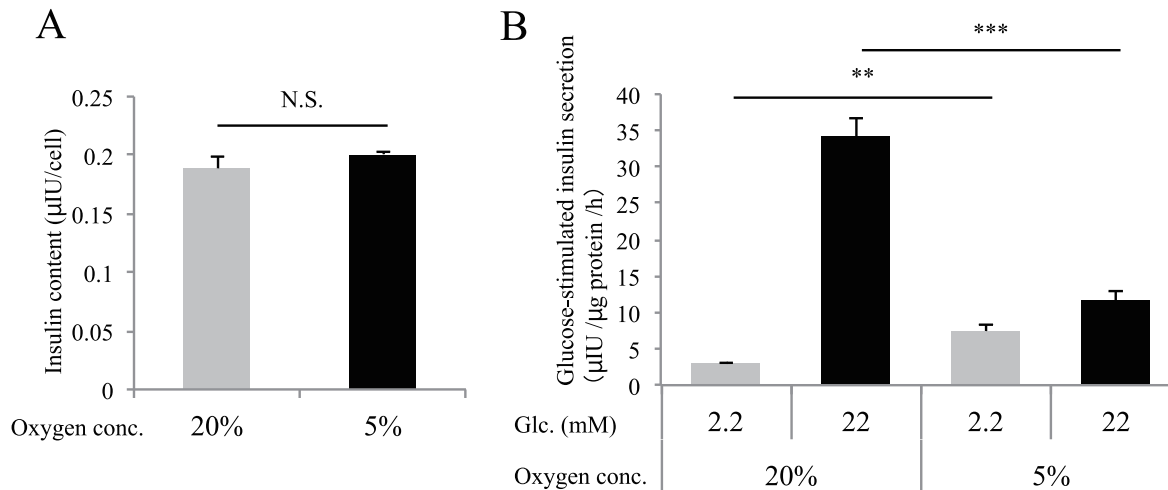 A
Insulin content (µIU/cell)
0.25
0.2
0.15
0.1
0.05
0
N.S.
Oxygen conc.
20%
5%
B
Glucose-stimulated insulin secretion
(µIU /µg protein /h)
40
35
30
25
20
15
10
5
0
**
***
Glc. (mM)
2.2
22
2.2
22
Oxygen conc.
20%
5%